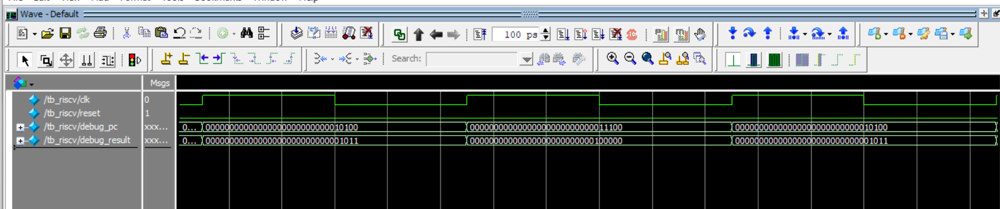 Wave - Default
100 ps
Search:
Msgs
/tb_riscv/clk 0
/tb_riscv/reset 1
/tb_riscv/debug_pc xxx... 0... 00000000000000000000000000010100 00000000000000000000000000011100 00000000000000000000000000010100
/tb_riscv/debug_result xxx... 0... 00000000000000000000000000001011 00000000000000000000000000100000 00000000000000000000000000001011